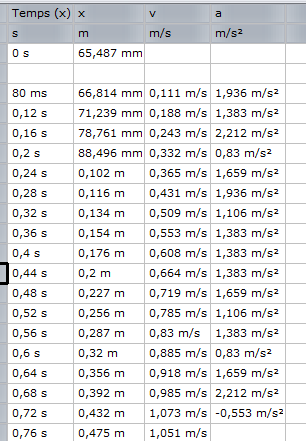 Temps (x) x v a
s m m/s m/s²
0 s 65,487 mm
80 ms 66,814 mm 0,111 m/s 1,936 m/s²
0,12 s 71,239 mm 0,188 m/s 1,383 m/s²
0,16 s 78,761 mm 0,243 m/s 2,212 m/s²
0,2 s 88,496 mm 0,332 m/s 0,83 m/s²
0,24 s 0,102 m 0,365 m/s 1,659 m/s²
0,28 s 0,116 m 0,431 m/s 1,936 m/s²
0,32 s 0,134 m 0,509 m/s 1,106 m/s²
0,36 s 0,154 m 0,553 m/s 1,383 m/s²
0,4 s 0,176 m 0,608 m/s 1,383 m/s²
0,44 s 0,2 m 0,664 m/s 1,383 m/s²
0,48 s 0,227 m 0,719 m/s 1,659 m/s²
0,52 s 0,256 m 0,785 m/s 1,106 m/s²
0,56 s 0,287 m 0,83 m/s 1,383 m/s²
0,6 s 0,32 m 0,885 m/s 0,83 m/s²
0,64 s 0,356 m 0,918 m/s 1,659 m/s²
0,68 s 0,392 m 0,985 m/s 2,212 m/s²
0,72 s 0,432 m 1,073 m/s -0,553 m/s²
0,76 s 0,475 m 1,051 m/s